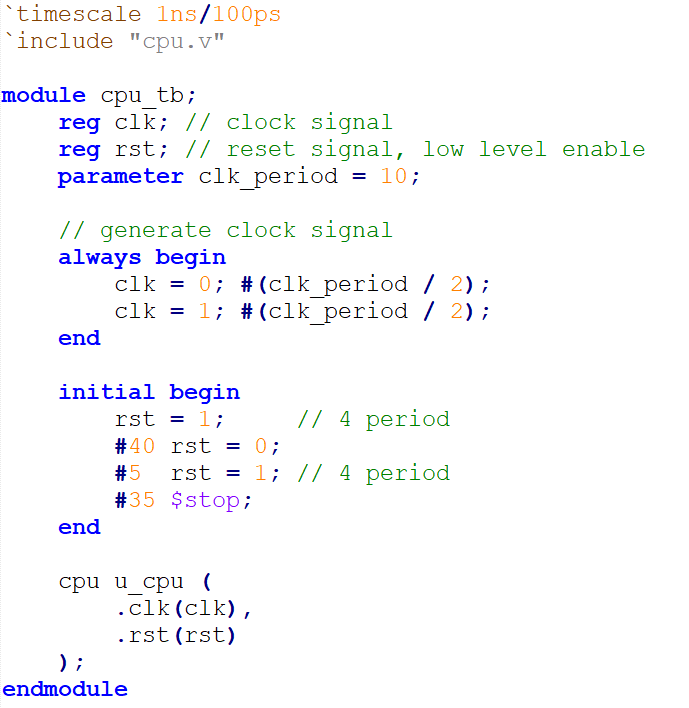 `timescale 1ns/100ps
`include "cpu.v"

module cpu_tb;
    reg clk; // clock signal
    reg rst; // reset signal, low level enable
    parameter clk_period = 10;

    // generate clock signal
    always begin
        clk = 0; #(clk_period / 2);
        clk = 1; #(clk_period / 2);
    end

    initial begin
        rst = 1;     // 4 period
        #40 rst = 0;
        #5  rst = 1; // 4 period
        #35 $stop;
    end

    cpu u_cpu (
        .clk(clk),
        .rst(rst)
    );
endmodule